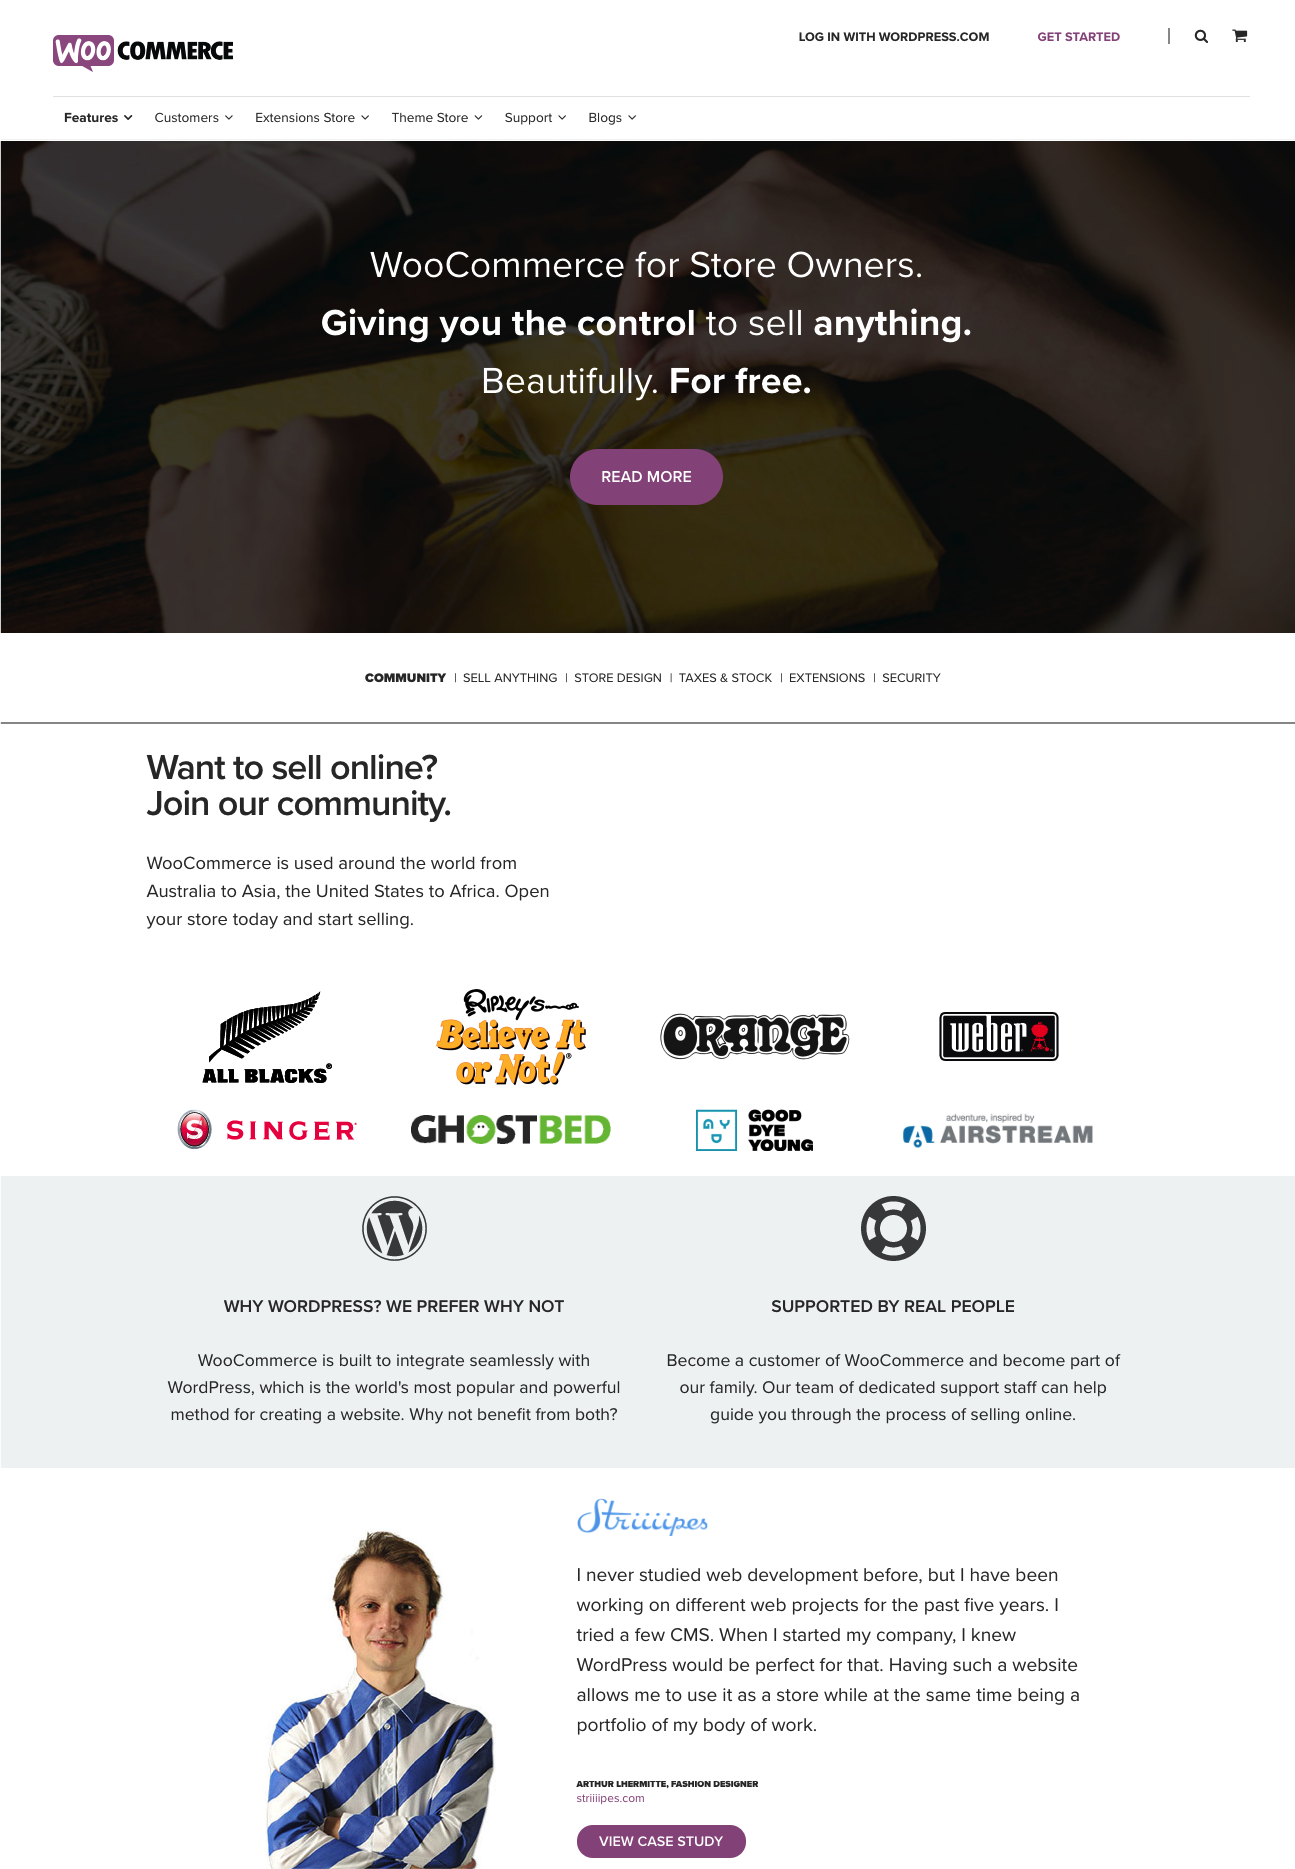 WOO COMMERCE
LOG IN WITH WORDPRESS.COM
GET STARTED
Features
Customers
Extensions Store
Theme Store
Support
Blogs
WooCommerce for Store Owners.
Giving you the control to sell anything.
Beautifully. For free.
READ MORE
COMMUNITY | SELL ANYTHING | STORE DESIGN | TAXES & STOCK | EXTENSIONS | SECURITY
Want to sell online?
Join our community.
WooCommerce is used around the world from
Australia to Asia, the United States to Africa. Open
your store today and start selling.
ALL BLACKS®
RIPLEY'S
Believe It
or Not!®
ORANGE
weber
S SINGER
GHOSTBED
GYD
GOOD
DYE
YOUNG
adventure, inspired by
AIRSTREAM
WHY WORDPRESS? WE PREFER WHY NOT
WooCommerce is built to integrate seamlessly with
WordPress, which is the world's most popular and powerful
method for creating a website. Why not benefit from both?
SUPPORTED BY REAL PEOPLE
Become a customer of WooCommerce and become part of
our family. Our team of dedicated support staff can help
guide you through the process of selling online.
Striiiipes
I never studied web development before, but I have been
working on different web projects for the past five years. I
tried a few CMS. When I started my company, I knew
WordPress would be perfect for that. Having such a website
allows me to use it as a store while at the same time being a
portfolio of my body of work.
ARTHUR LHERMITTE, FASHION DESIGNER
striiiipes.com
VIEW CASE STUDY